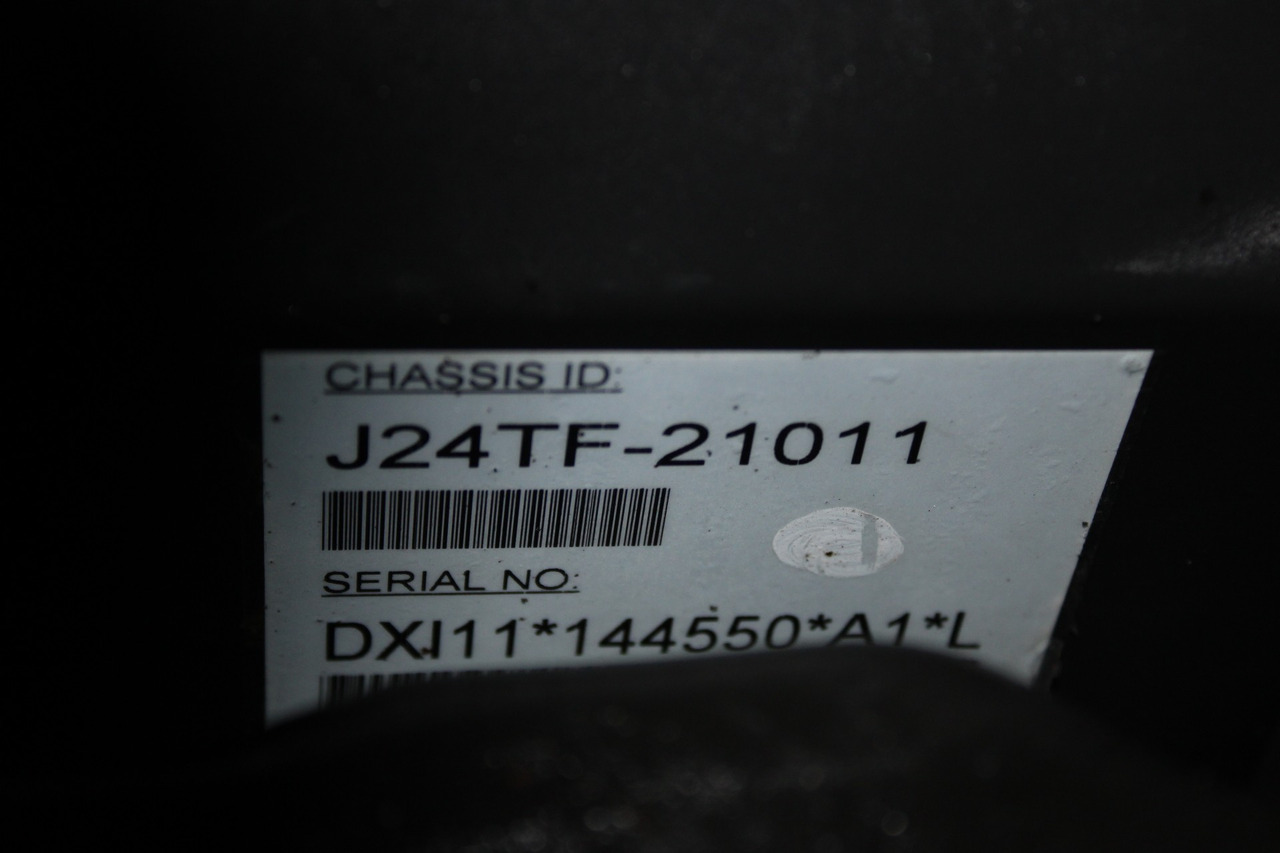 CHASSIS ID:
J24TF-21011
SERIAL NO:
DXI11*144550*A1*L